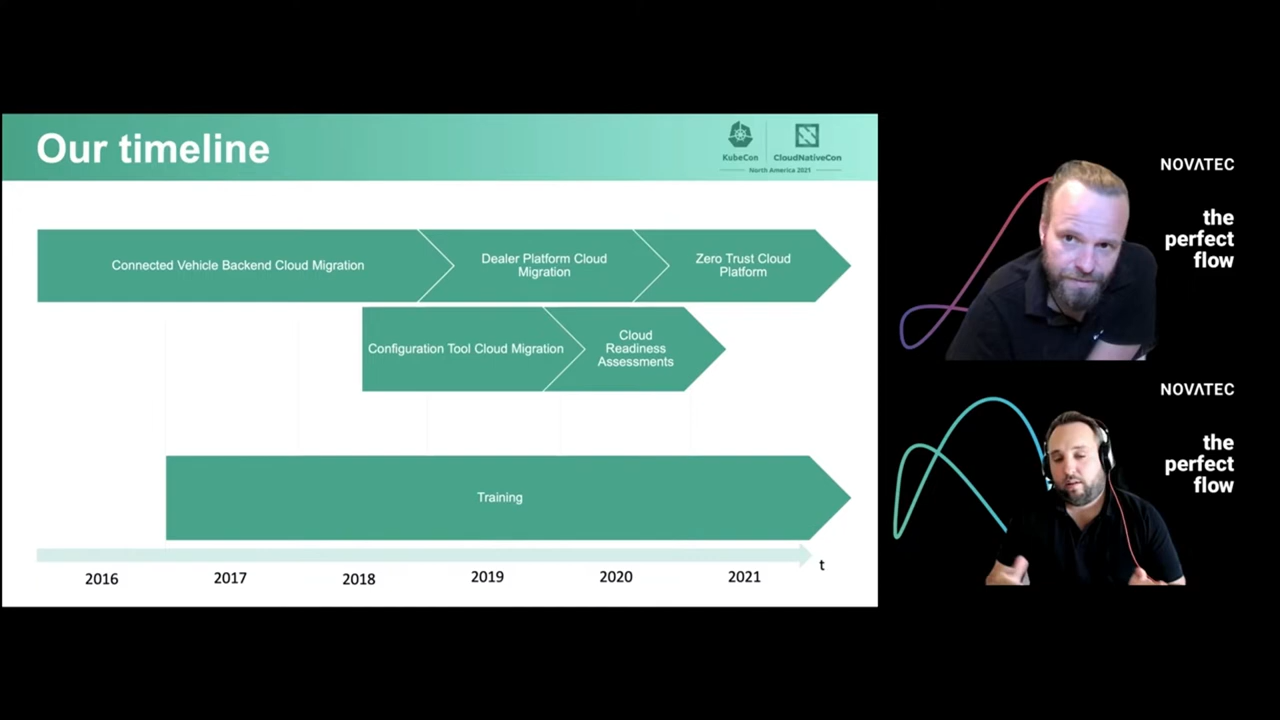 Our timeline
KubeCon
CloudNativeCon
North America 2021
Connected Vehicle Backend Cloud Migration
Dealer Platform Cloud
Migration
Zero Trust Cloud
Platform
Configuration Tool Cloud Migration
Cloud
Readiness
Assessments
Training
2016
2017
2018
2019
2020
2021
t
NOVATEC
the
perfect
flow
NOVATEC
the
perfect
flow